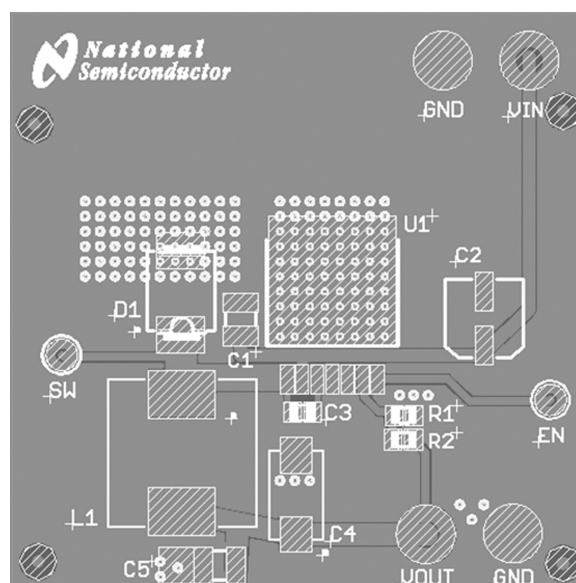 National
Semiconductor
GND
VIN
U1
C2
D1
C1
SW
C3
R1
R2
EN
L1
C4
C5
VOUT
GND